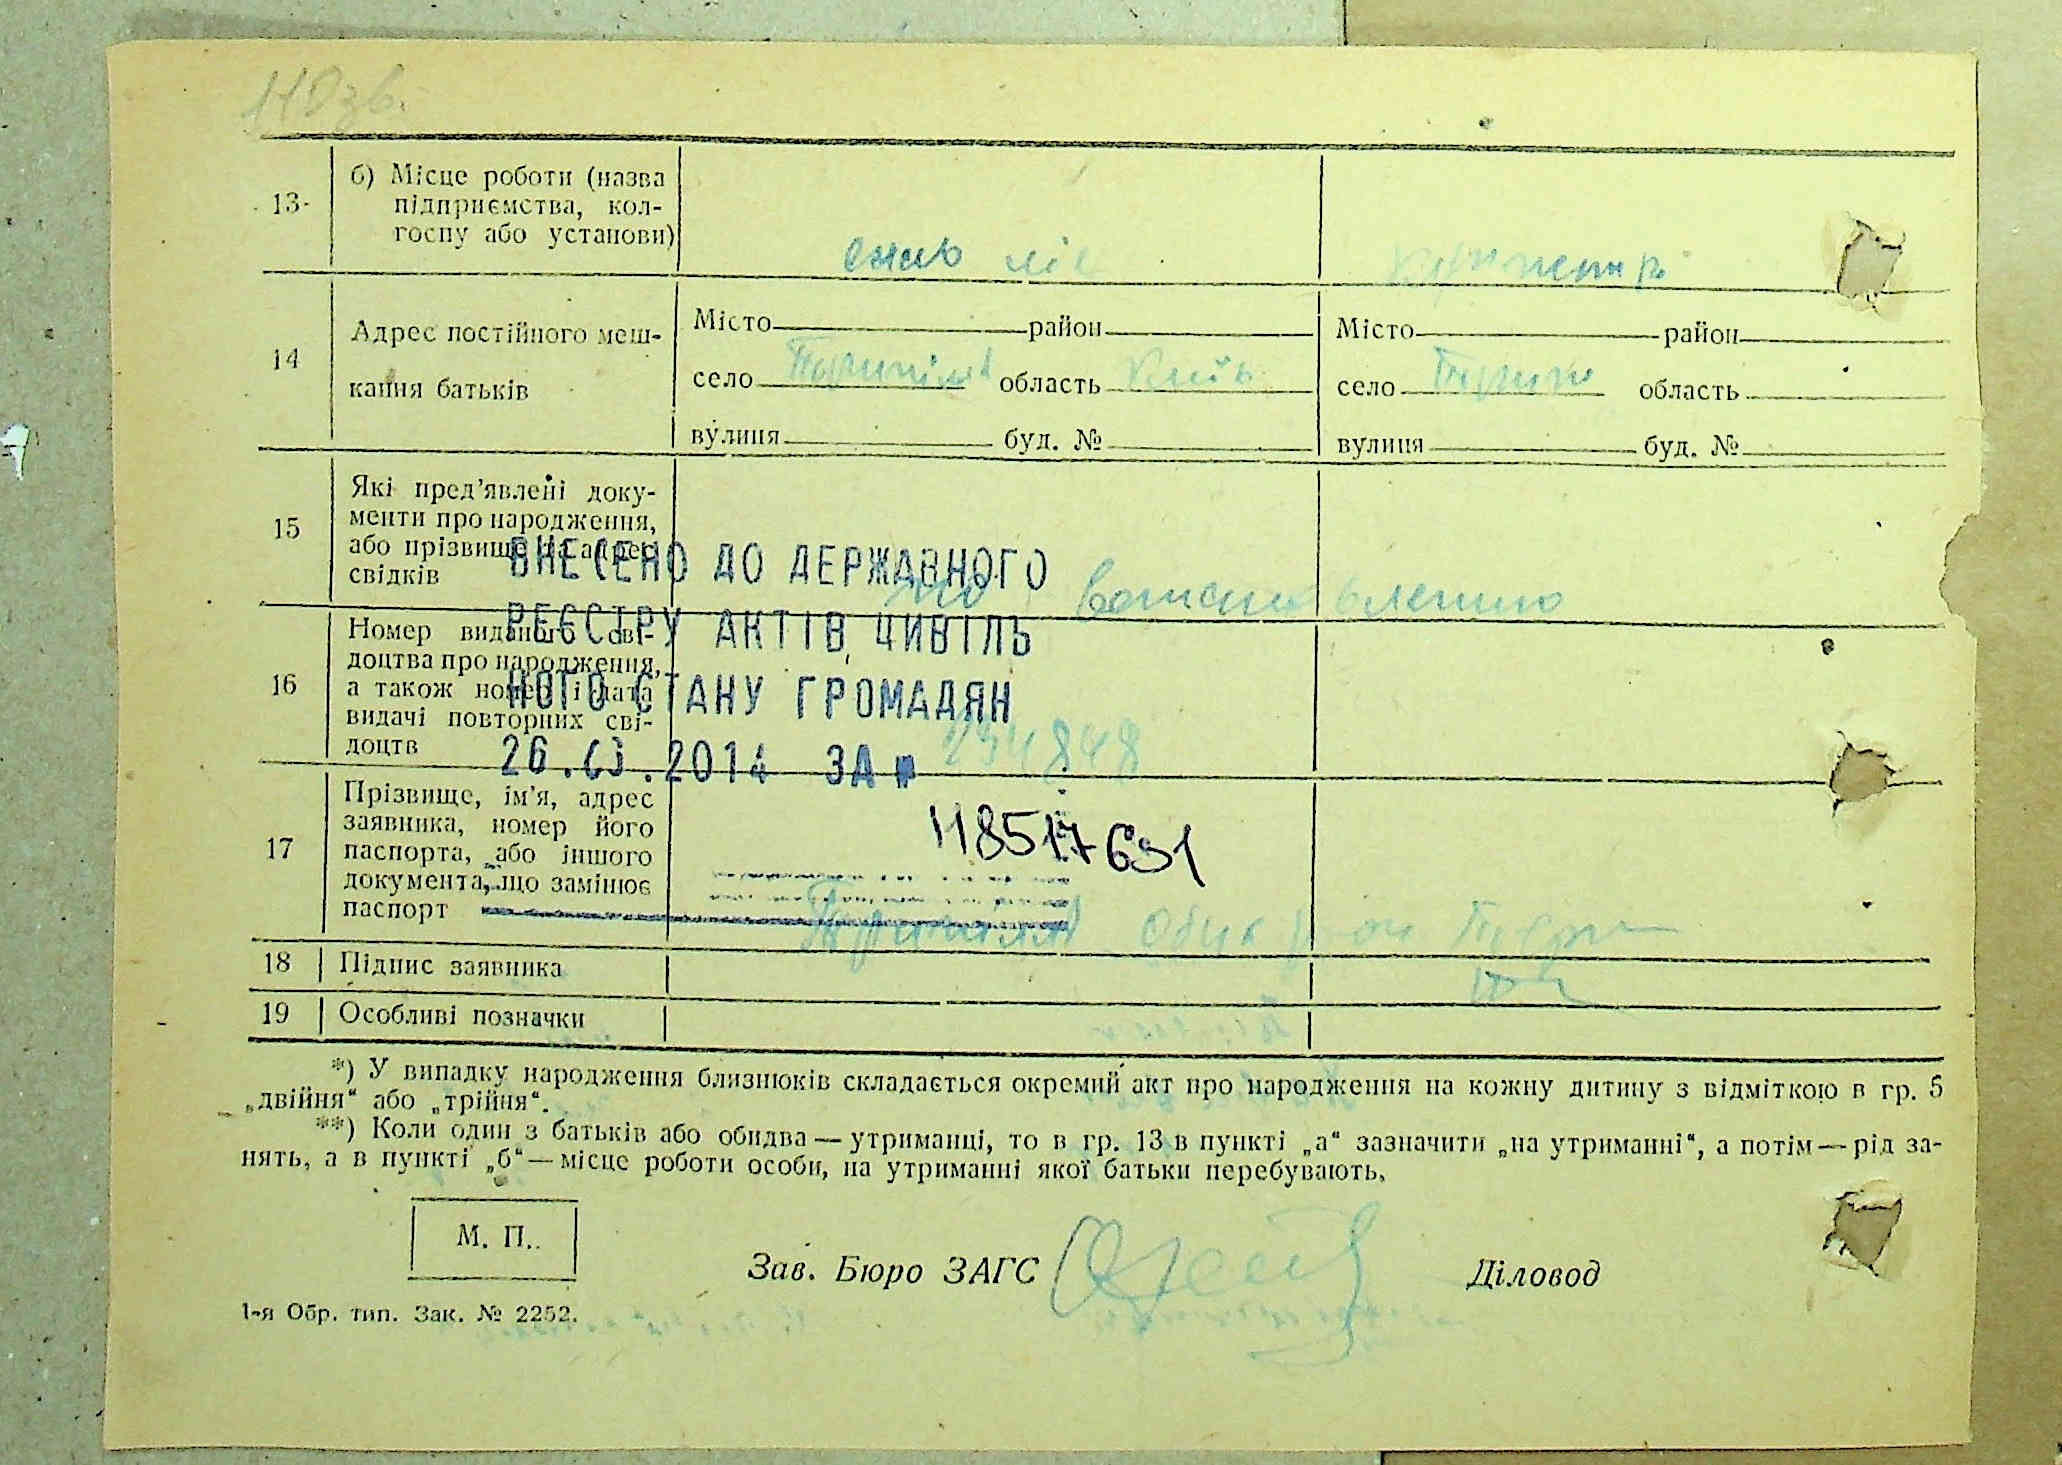 110 зв.
13 б) Місце роботи (назва
підприємства, кол-
госпу або установи)
14 Адрес постійного меш-
кання батьків
Місто район
село область
вулиця буд. №
Місто район
село область
вулиця буд. №
15 Які пред’явлені доку-
менти про народження,
або прізвище та адрес
свідків
16 Номер виданого сві-
доцтва про народження,
а також номер і дата
видачі повторних сві-
доцтв
ВНЕСЕНО ДО ДЕРЖАВНОГО
РЕЄСТРУ АКТІВ ЦИВІЛЬ
НОГО СТАНУ ГРОМАДЯН
2014 ЗА №
17 Прізвище, ім’я, адрес
заявника, номер його
паспорта, або іншого
документа, що замінює
паспорт
18 Підпис заявника
19 Особливі позначки
*) У випадку народження близнюків складається окремий акт про народження на кожну дитину з відміткою в гр. 5
„двійня“ або „трійня“.
**) Коли один з батьків або обидва — утриманці, то в гр. 13 в пункті „а“ зазначити „на утриманні“, а потім — рід за-
нять, а в пункті „б“ — місце роботи особи, на утриманні якої батьки перебувають,
М. П.
Зав. Бюро ЗАГС Діловод
1-я Обр. тип. Зак. № 2252.